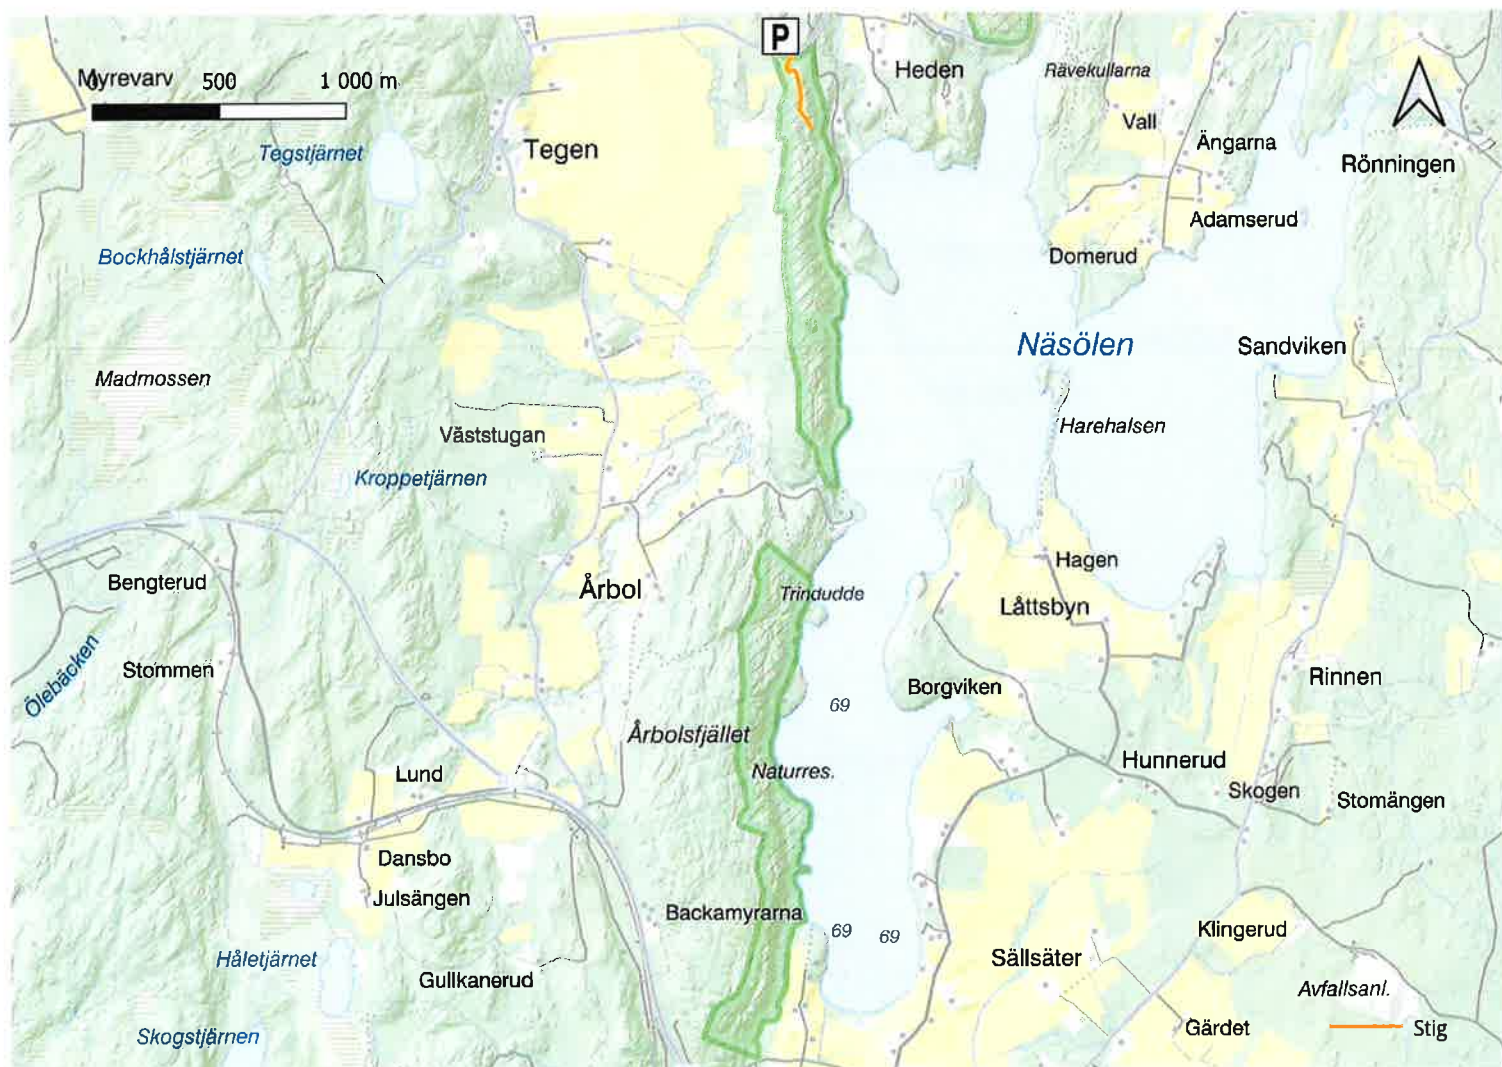 P
Heden
Rävekullarna
Myrevarv
0 500 1 000 m
Vall
Tegstjärnet
Tegen
Ängarna
Rönningen
Adamserud
Bockhålstjärnet
Domerud
Näsölen
Sandviken
Madmossen
Harehalsen
Väststugan
Kroppetjärnen
Hagen
Bengterud
Årbol
Trindudde
Låttsbyn
Ölebäcken
Stommen
Rinnen
Borgviken
69
Årbolsfjället
Hunnerud
Lund
Naturres.
Skogen
Stomängen
Dansbo
Julsängen
Backamyrarna
69
69
Klingerud
Håletjärnet
Sällsäter
Gullkanerud
Avfallsanl.
Skogstjärnen
Gärdet
Stig